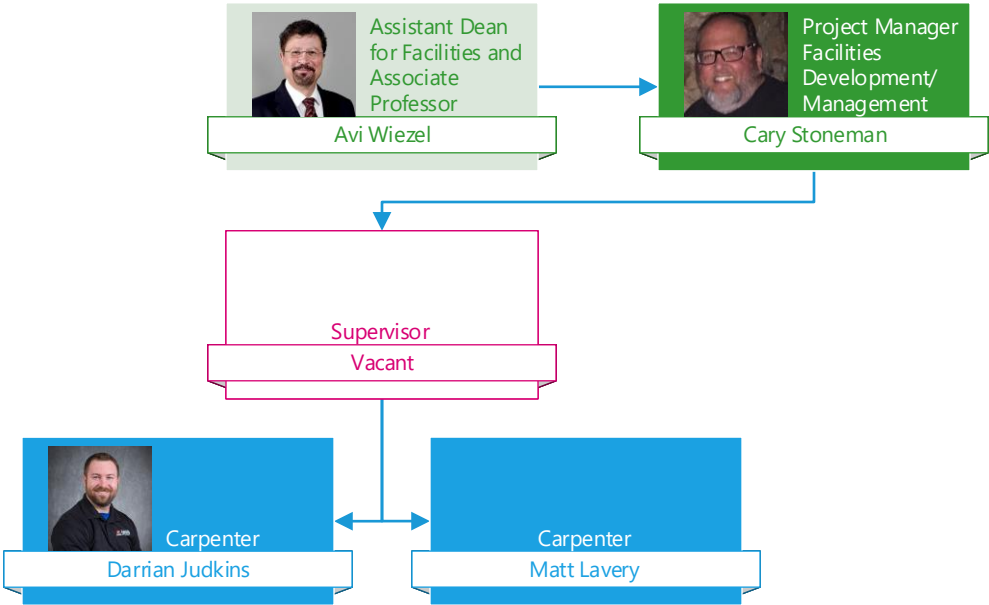 Assistant Dean
for Facilities and
Associate
Professor
Avi Wiezel
Project Manager
Facilities
Development/
Management
Cary Stoneman
Supervisor
Vacant
Carpenter
Darrian Judkins
Carpenter
Matt Lavery